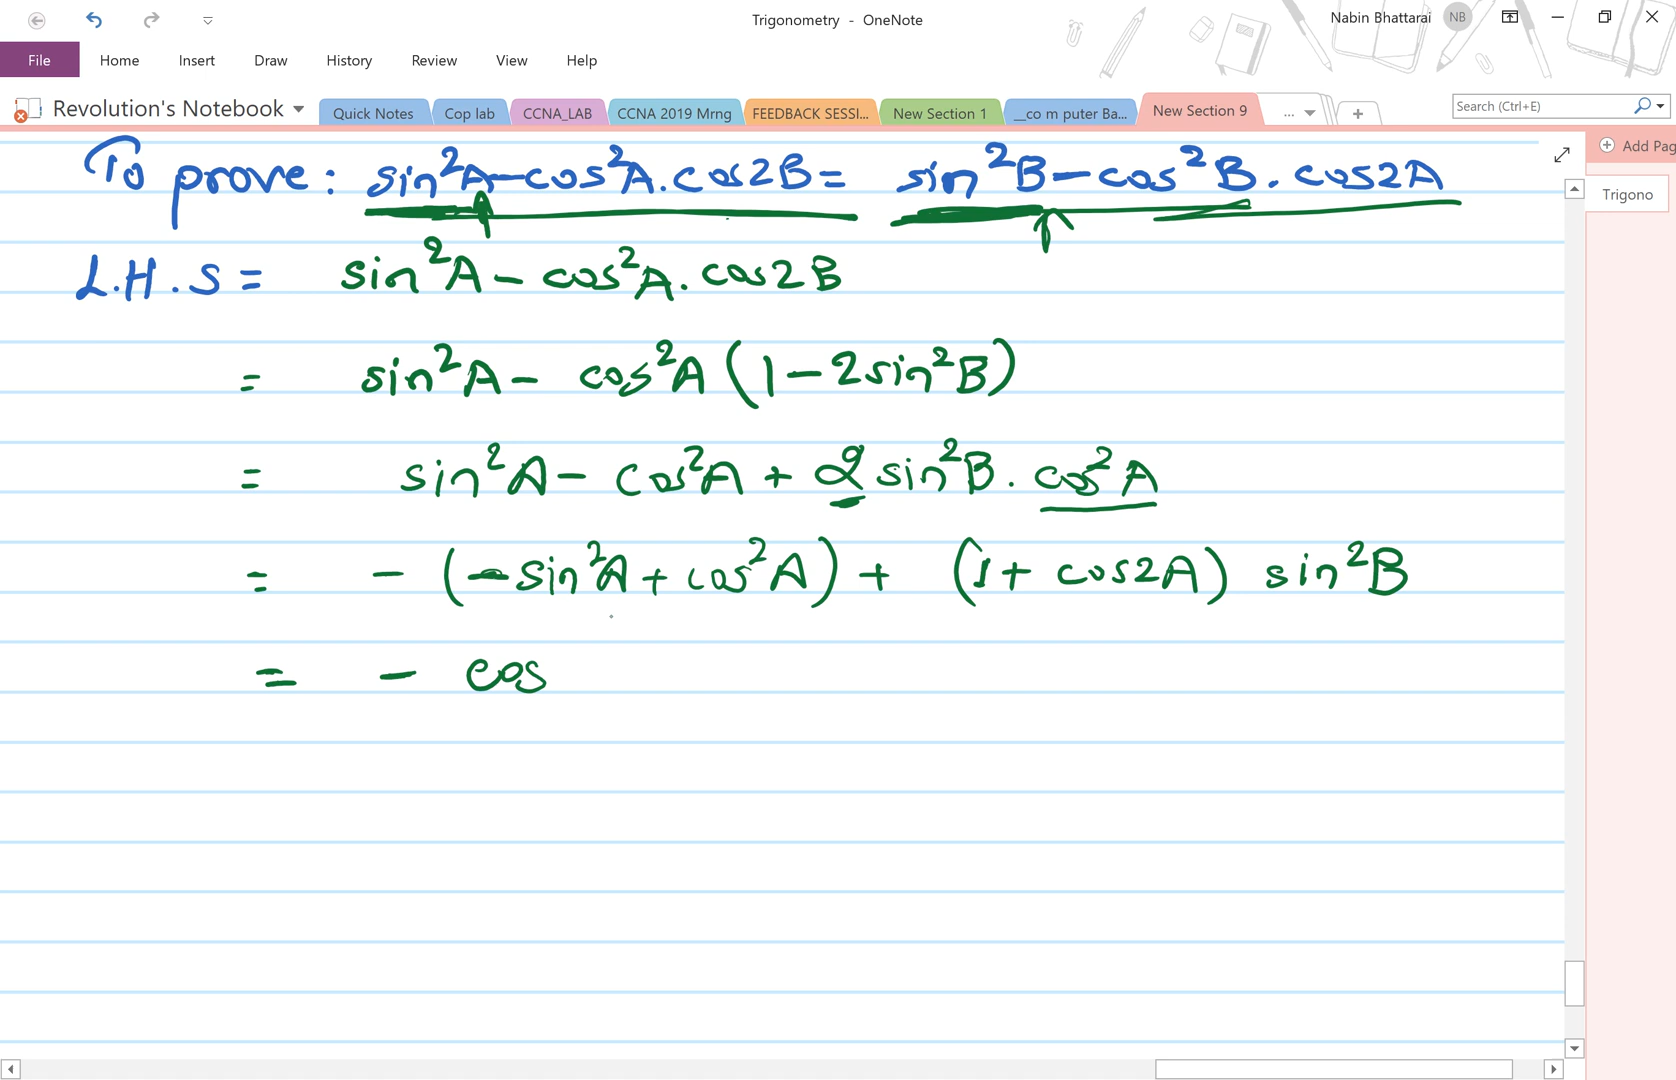 Trigonometry - OneNote
Nabin Bhattarai NB
File Home Insert Draw History Review View Help
Revolution's Notebook Quick Notes Cop lab CCNA_LAB CCNA 2019 Mrng FEEDBACK SESSI... New Section 1 __co m puter Ba... New Section 9 ... Search (Ctrl+E)
Add Pag
Trigono
To prove: sin²A-cos²A.cos2B= sin²B-cos²B.cos2A
L.H.S = sin²A - cos²A.cos2B
= sin²A - cos²A (1-2sin²B)
= sin²A - cos²A + 2 sin²B. cos²A
= - (-sin²A + cos²A) + (1+ cos2A) sin²B
= - cos